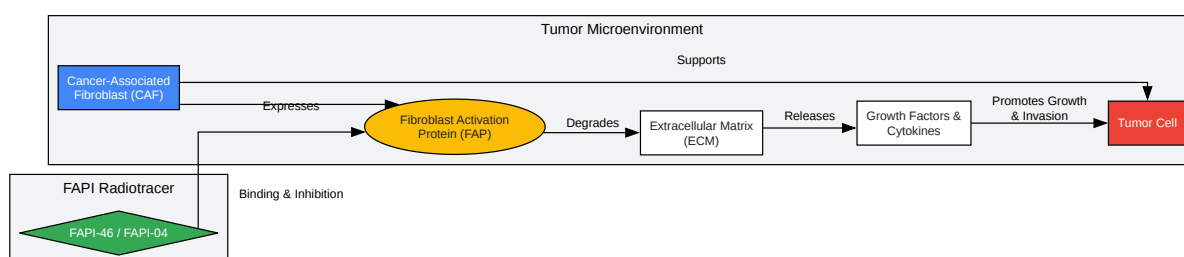 Tumor Microenvironment
Supports
Cancer-Associated
Fibroblast (CAF)
Expresses
Fibroblast Activation
Protein (FAP)
Degrades
Extracellular Matrix
(ECM)
Releases
Growth Factors &
Cytokines
Promotes Growth
& Invasion
Tumor Cell
FAPI Radiotracer
Binding & Inhibition
FAPI-46 / FAPI-04